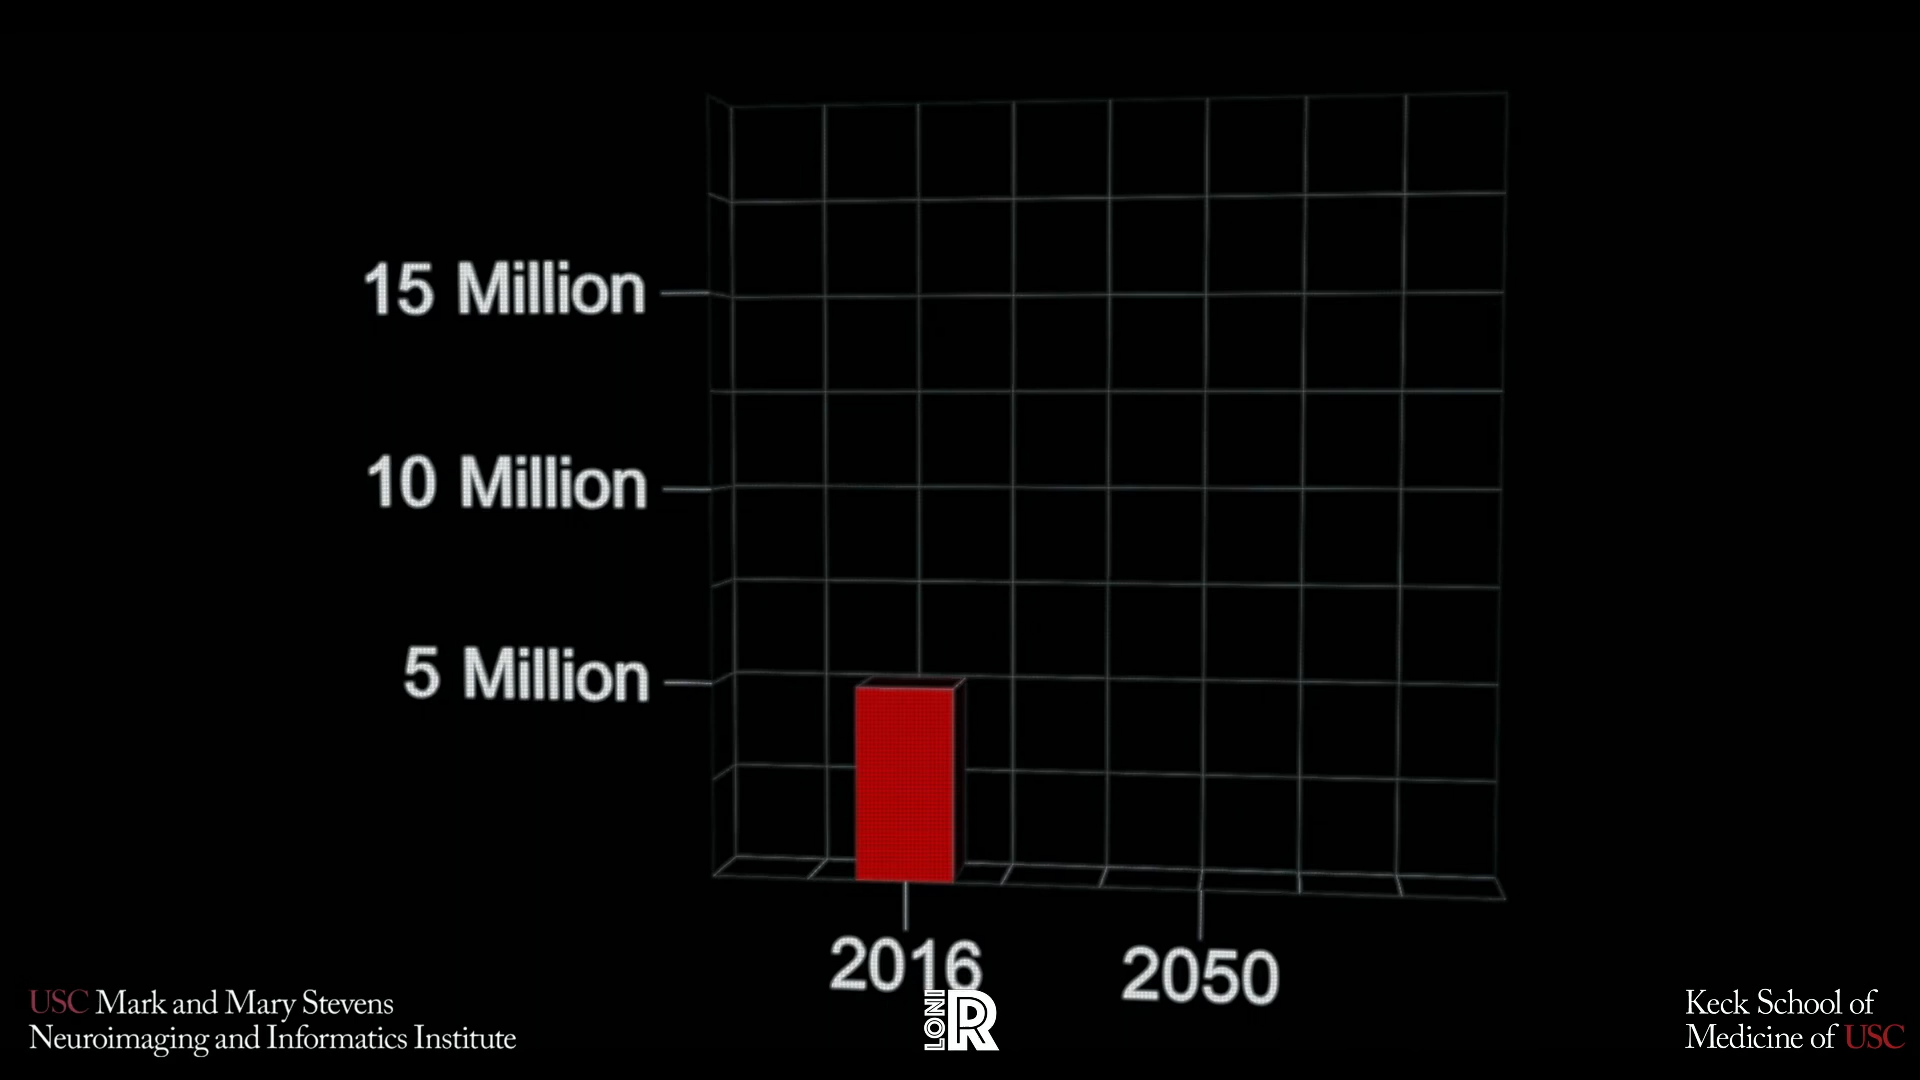 15 Million
10 Million
5 Million
2016
2050
USC Mark and Mary Stevens
Neuroimaging and Informatics Institute
LONI
R
Keck School of
Medicine of USC